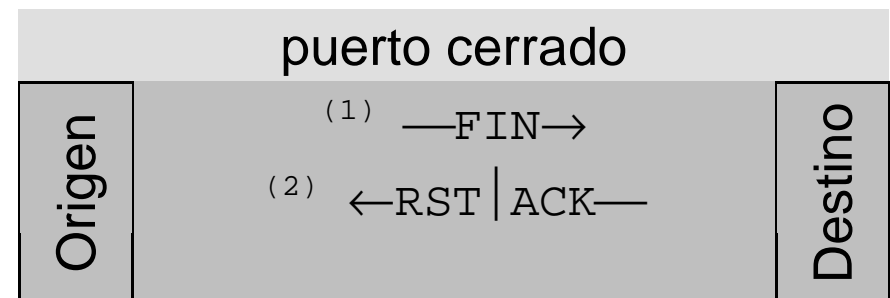 puerto cerrado
Origen
(1) —FIN→
(2) ←RST|ACK—
Destino